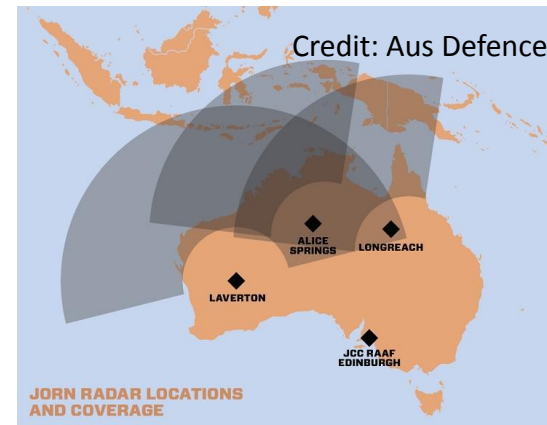 Credit: Aus Defence
ALICE
SPRINGS
LONGREACH
LAVERTON
JCC RAAF
EDINBURGH
JORN RADAR LOCATIONS
AND COVERAGE